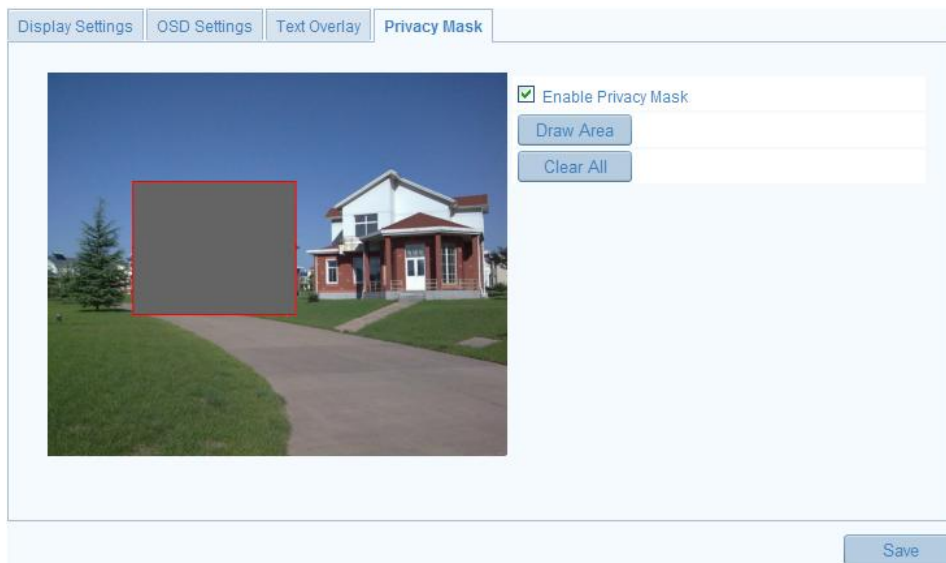 Display Settings OSD Settings Text Overlay Privacy Mask
Enable Privacy Mask
Draw Area
Clear All
Save